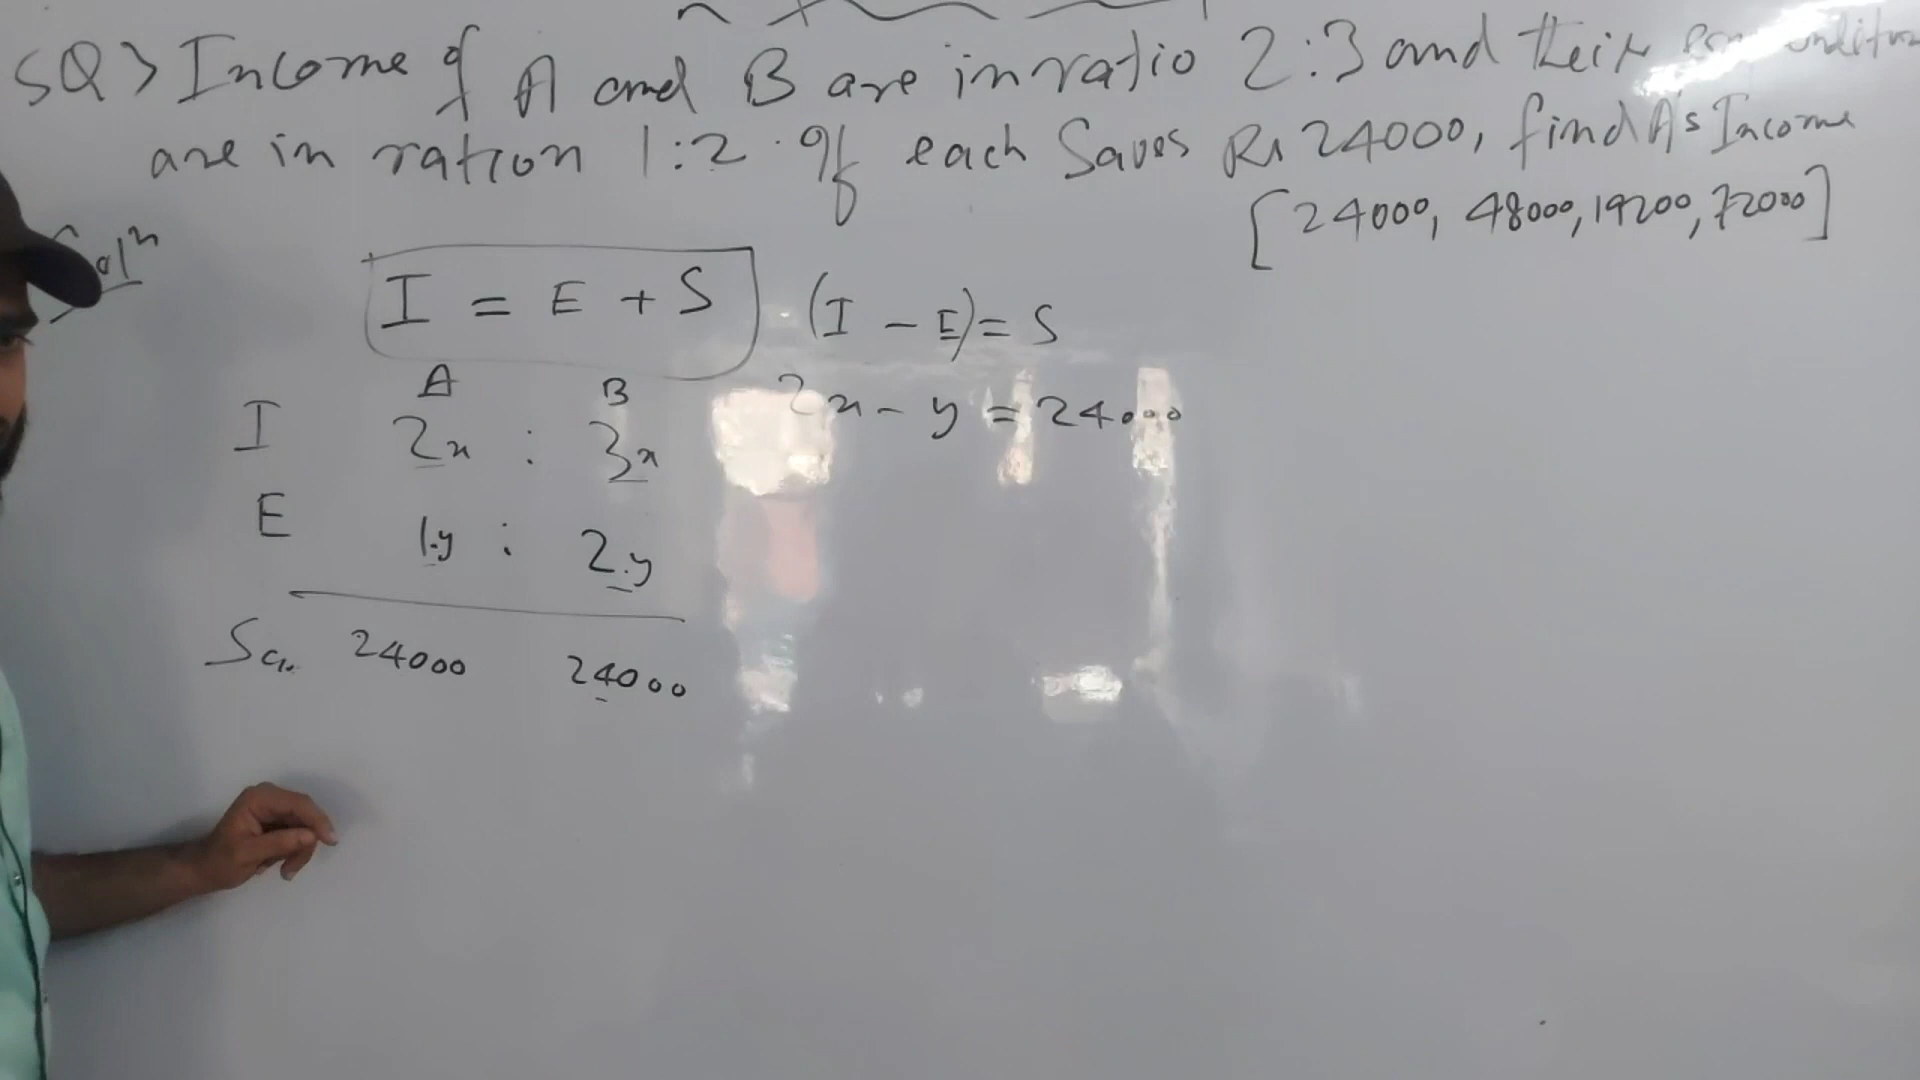 5Q> Income of A and B are in ratio 2:3 and their
are in ration 1:2. If each Saves Rs 24000, find A's Income
[24000, 48000, 19200, 72000]
Solⁿ
I = E + S (I - E) = S
A B
I 2x : 3x 2x - y = 24000
E 1.y : 2.y
Sa. 24000 24000